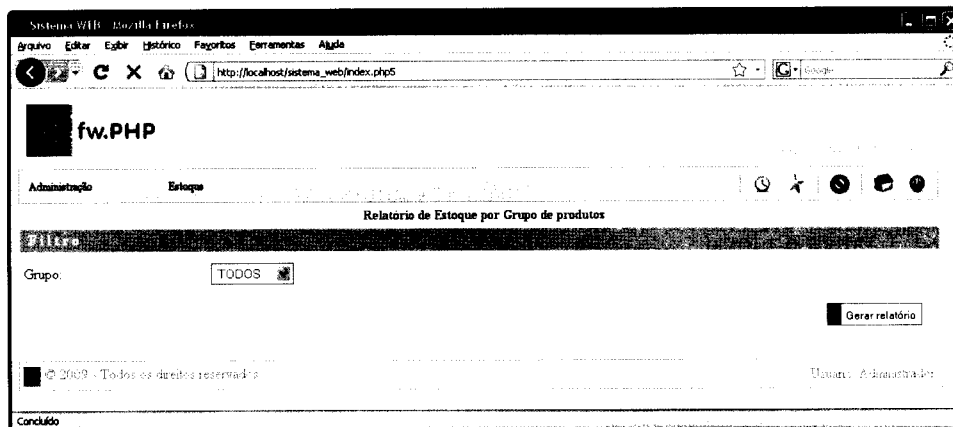 Sistema WEB - Mozilla Firefox
Arquivo Editar Exibir Histórico Favoritos Ferramentas Ajuda
http://localhost/sistema_web/index.php5
G Google
fw.PHP
Administração Estoque
Relatório de Estoque por Grupo de produtos
Filtro
Grupo: TODOS
Gerar relatório
© 2009 - Todos os direitos reservados
Usuario: Administrador
Concluído